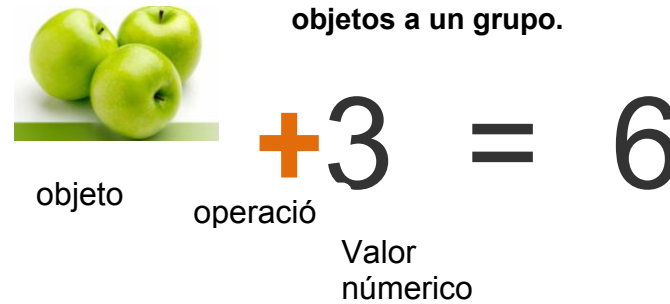 objetos a un grupo.
+3 = 6
objeto
operació
Valor
númerico